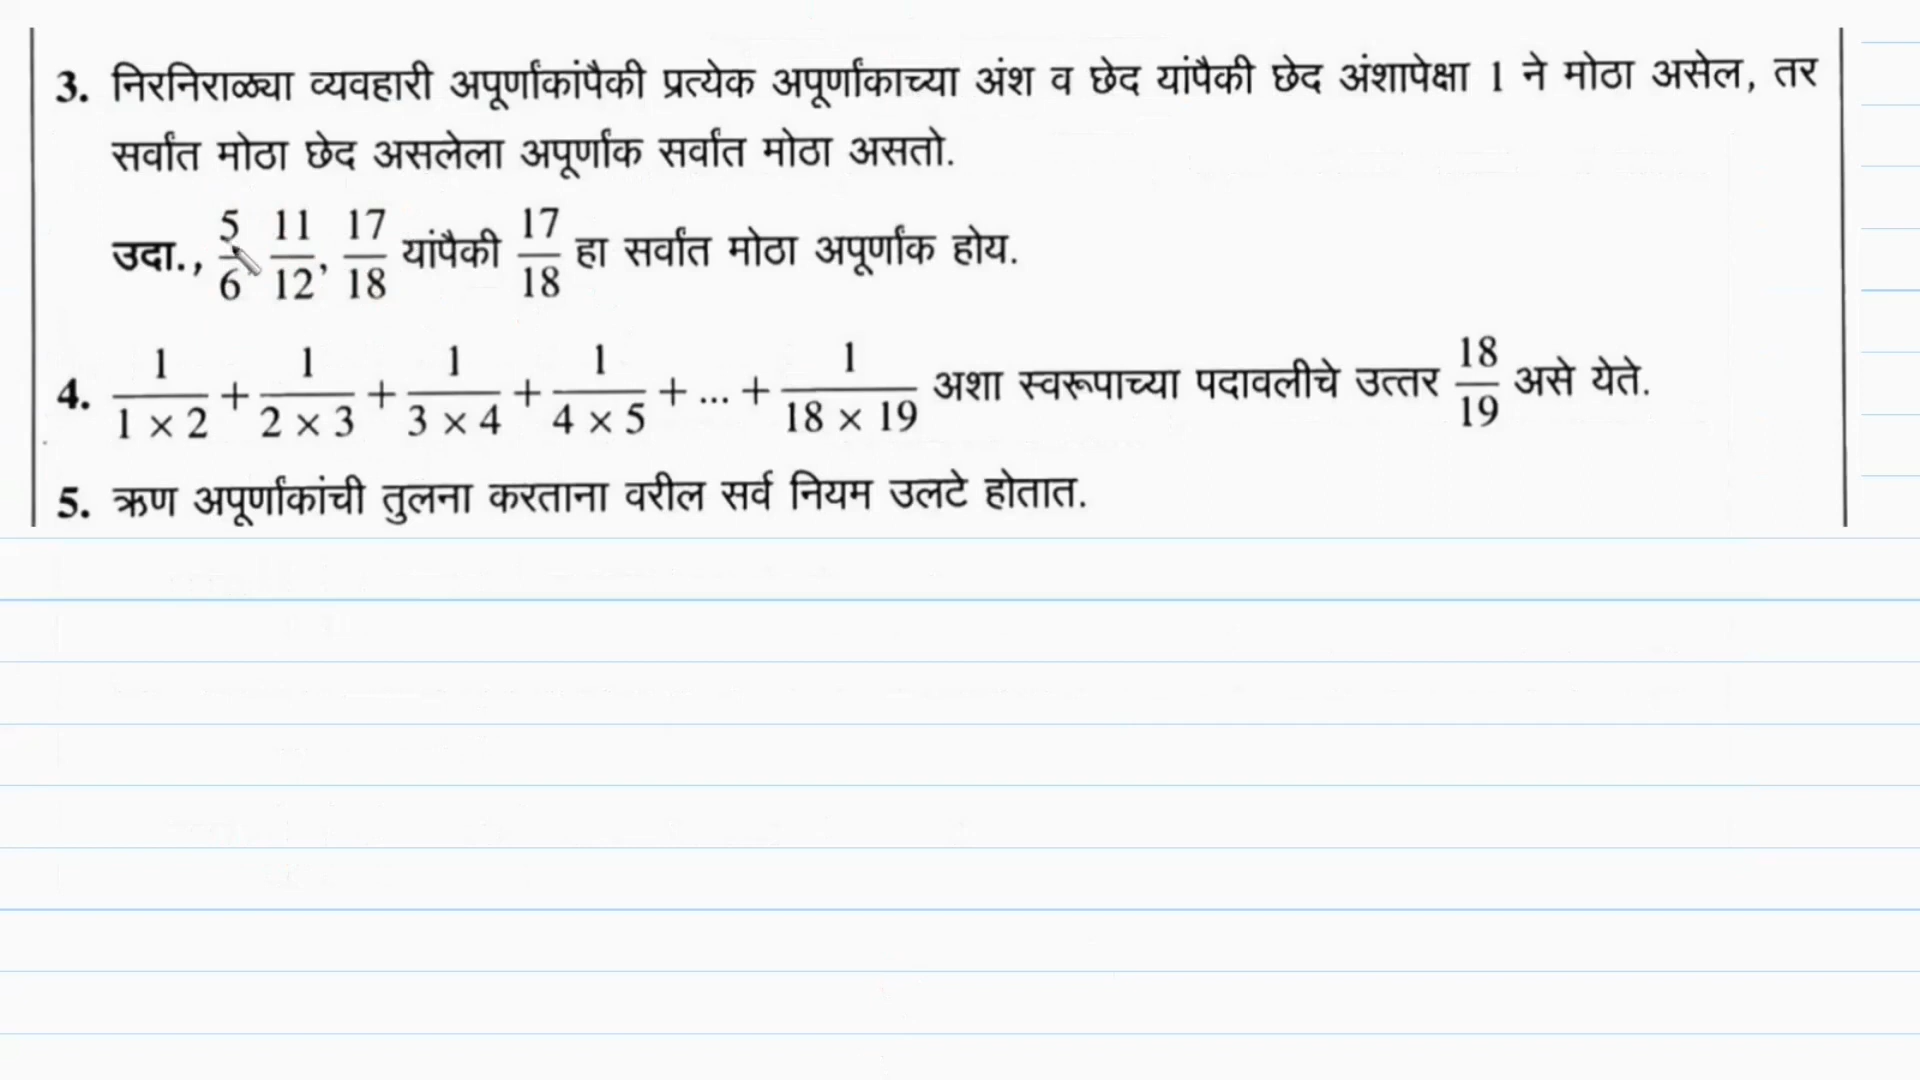 3. निरनिराळ्या व्यवहारी अपूर्णांकांपैकी प्रत्येक अपूर्णांकाच्या अंश व छेद यांपैकी छेद अंशापेक्षा 1 ने मोठा असेल, तर
सर्वांत मोठा छेद असलेला अपूर्णांक सर्वांत मोठा असतो.
उदा., 5/6, 11/12, 17/18 यांपैकी 17/18 हा सर्वांत मोठा अपूर्णांक होय.
4. 1/(1 × 2) + 1/(2 × 3) + 1/(3 × 4) + 1/(4 × 5) + ... + 1/(18 × 19) अशा स्वरूपाच्या पदावलीचे उत्तर 18/19 असे येते.
5. ऋण अपूर्णांकांची तुलना करताना वरील सर्व नियम उलटे होतात.